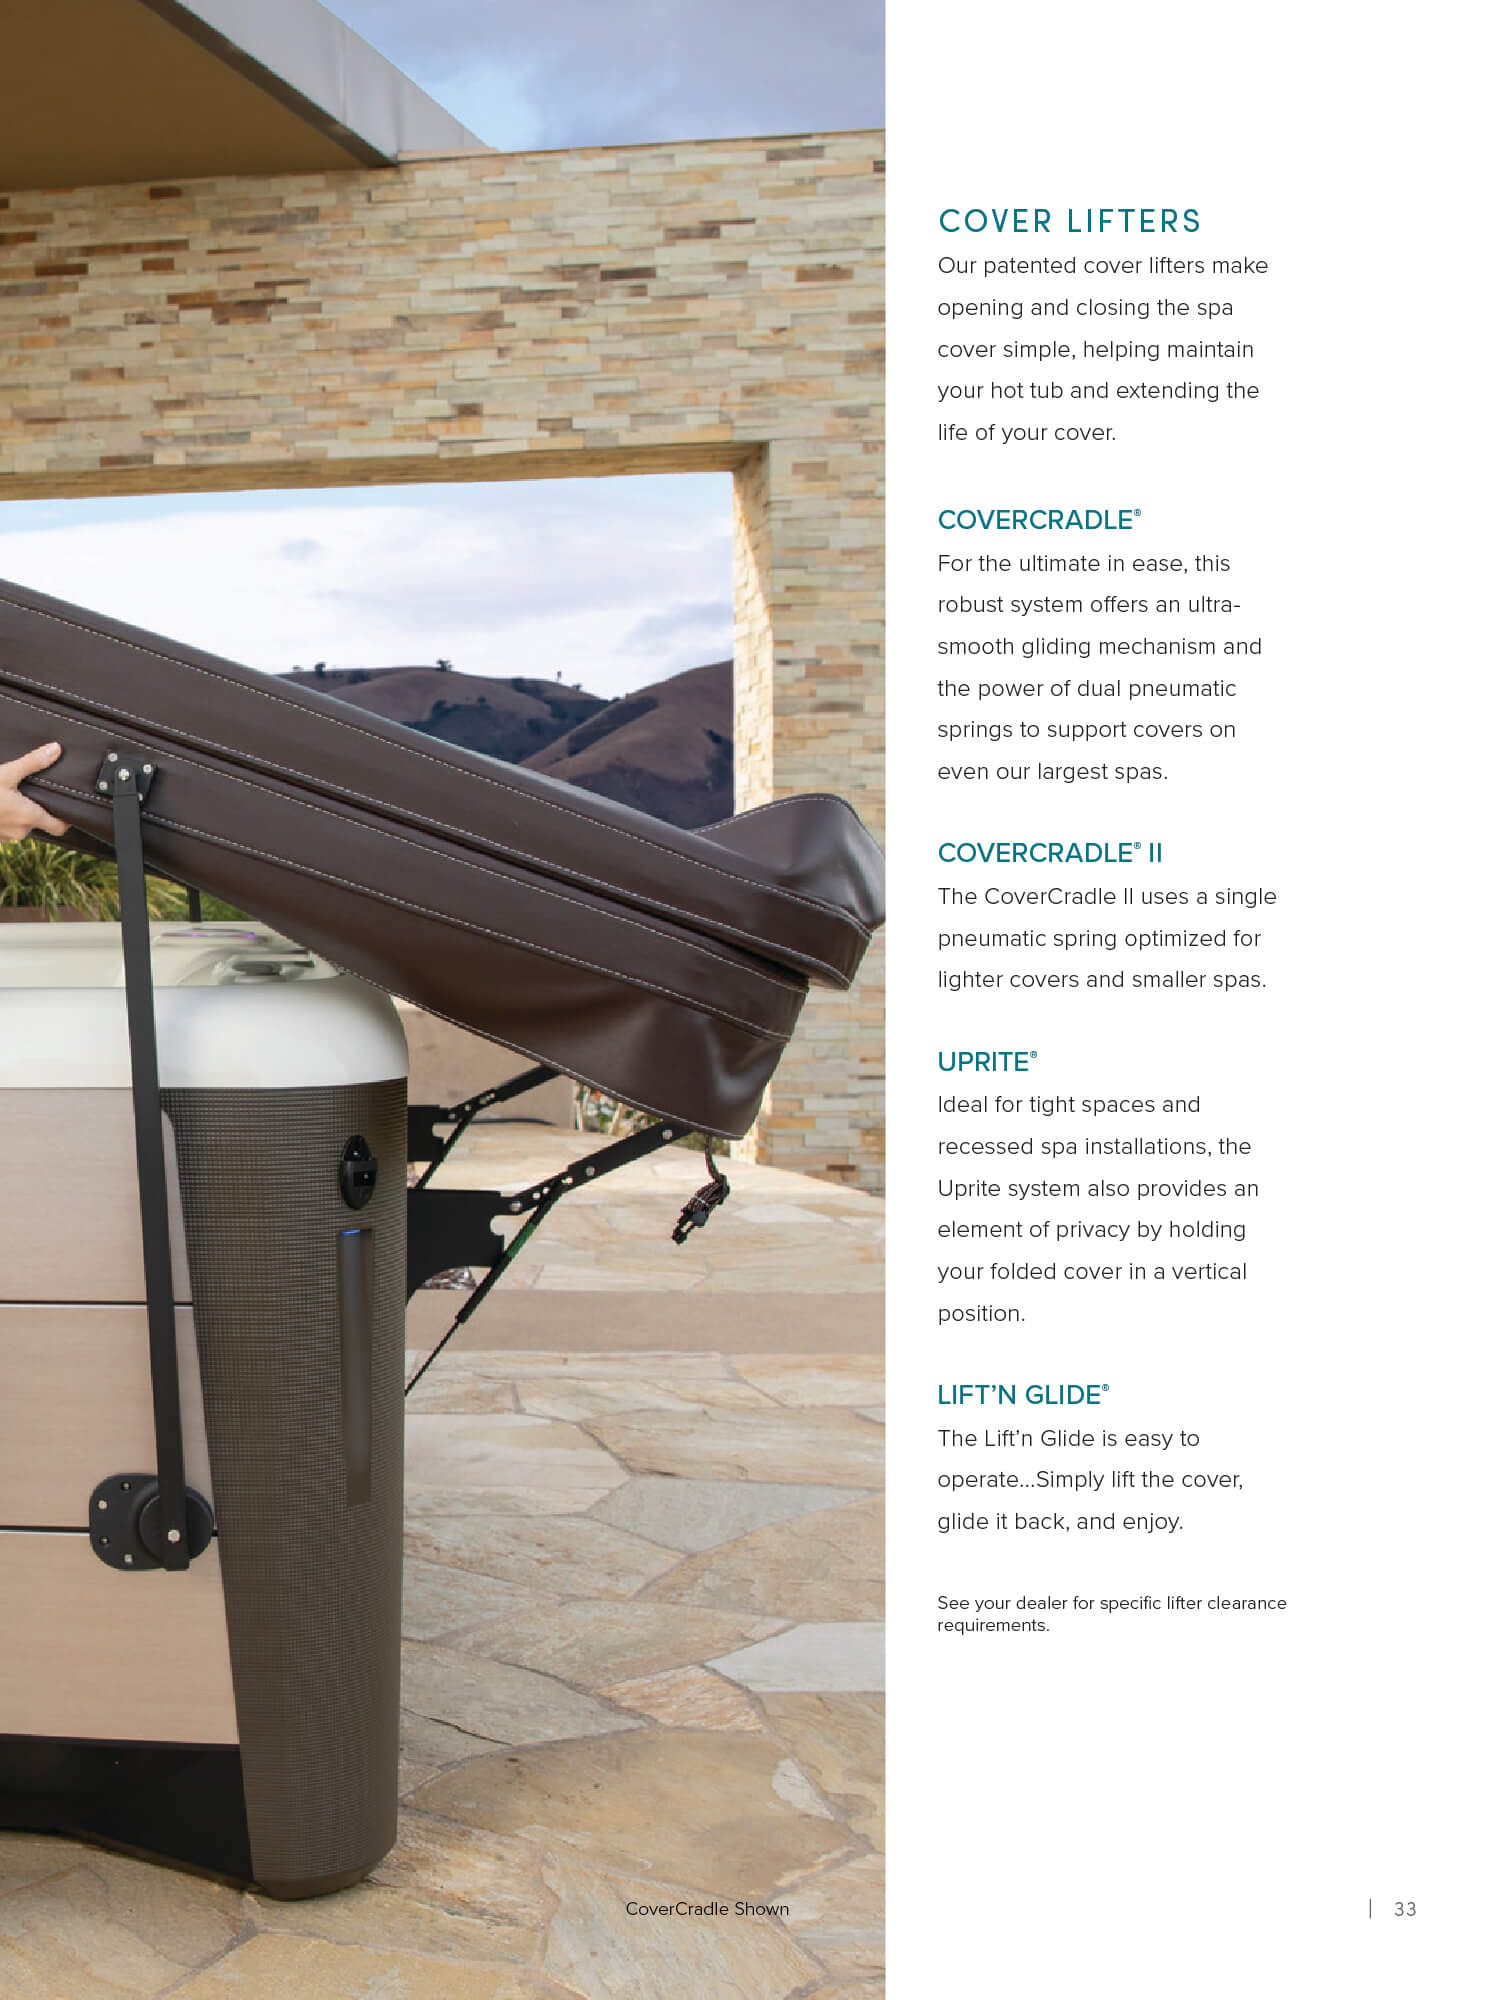 COVER LIFTERS
Our patented cover lifters make
opening and closing the spa
cover simple, helping maintain
your hot tub and extending the
life of your cover.
COVERCRADLE®
For the ultimate in ease, this
robust system offers an ultra-
smooth gliding mechanism and
the power of dual pneumatic
springs to support covers on
even our largest spas.
COVERCRADLE® II
The CoverCradle II uses a single
pneumatic spring optimized for
lighter covers and smaller spas.
UPRITE®
Ideal for tight spaces and
recessed spa installations, the
Uprite system also provides an
element of privacy by holding
your folded cover in a vertical
position.
LIFT’N GLIDE®
The Lift’n Glide is easy to
operate...Simply lift the cover,
glide it back, and enjoy.
See your dealer for specific lifter clearance
requirements.
CoverCradle Shown
| 33